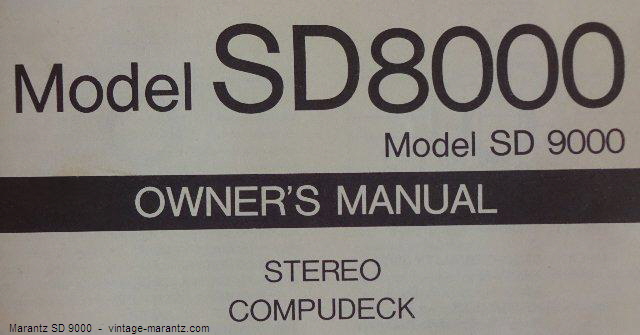 Model SD8000
Model SD 9000
OWNER'S MANUAL
STEREO
COMPUDECK
Marantz SD 9000 - vintage-marantz.com